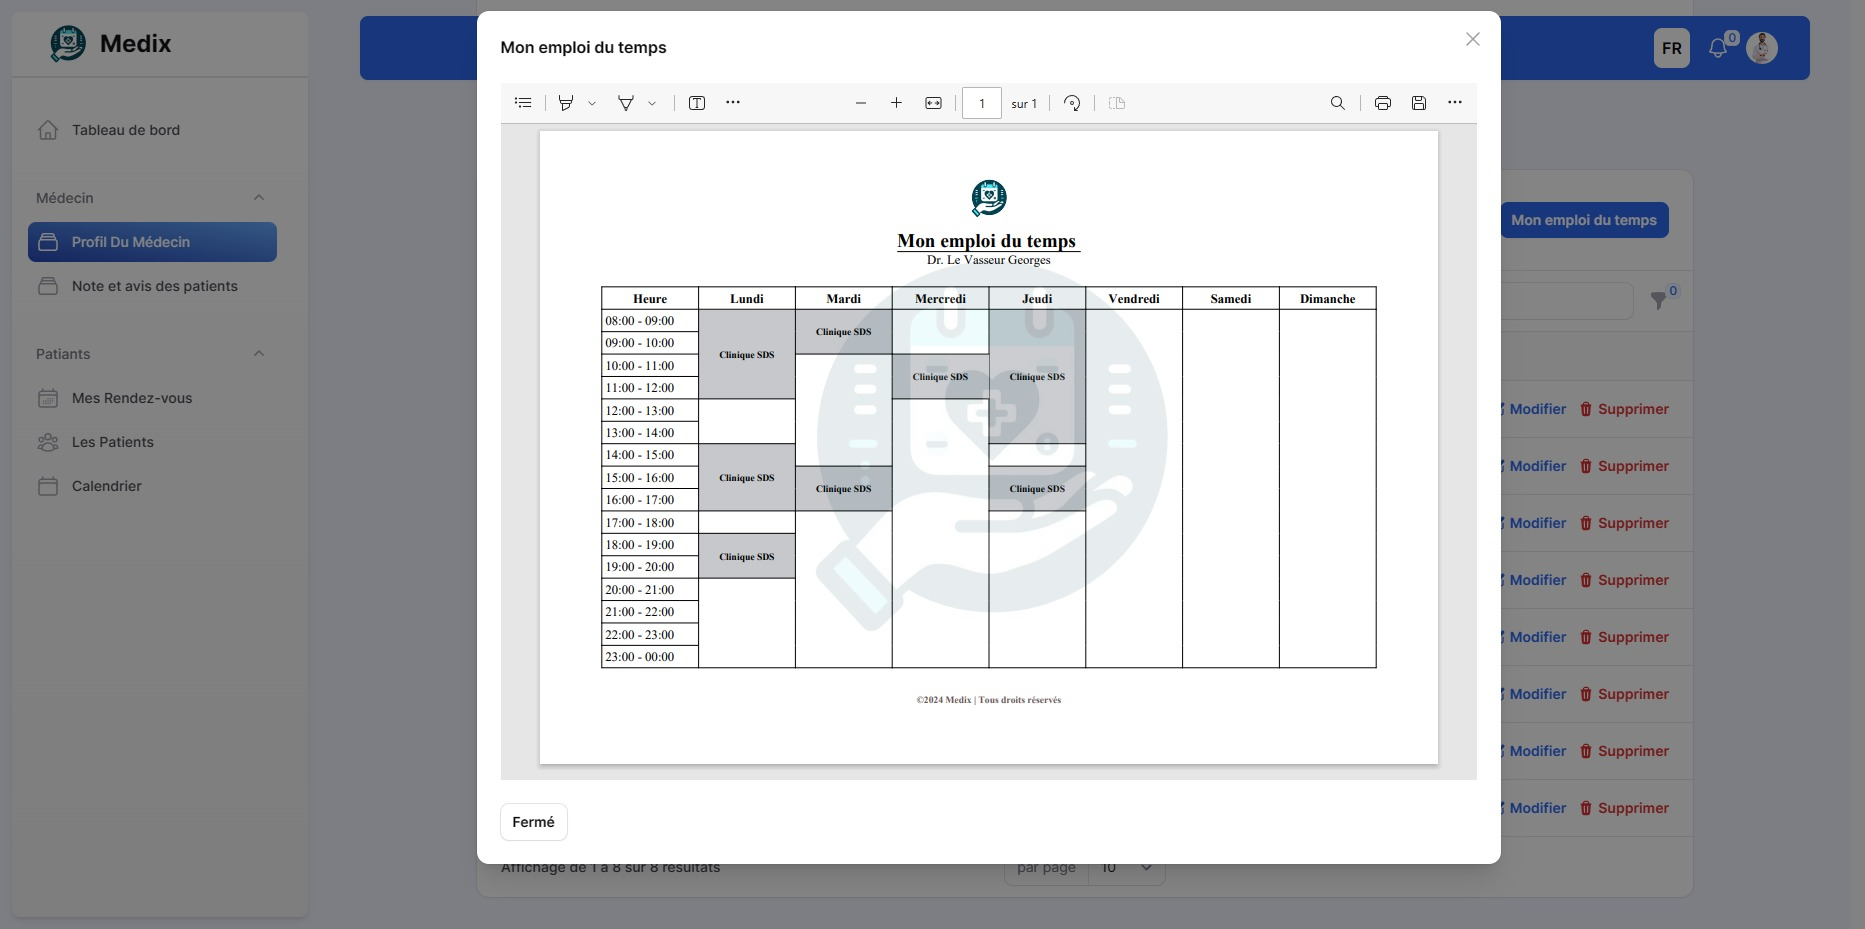 Medix
Tableau de bord
Médecin
Profil Du Médecin
Note et avis des patients
Patiants
Mes Rendez-vous
Les Patients
Calendrier
FR
0
Mon emploi du temps
0
Modifier Supprimer
Modifier Supprimer
Modifier Supprimer
Modifier Supprimer
Modifier Supprimer
Modifier Supprimer
Modifier Supprimer
Modifier Supprimer
Mon emploi du temps
1 sur 1
Mon emploi du temps
Dr. Le Vasseur Georges
Heure Lundi Mardi Mercredi Jeudi Vendredi Samedi Dimanche
08:00 - 09:00
Clinique SDS
09:00 - 10:00
Clinique SDS
10:00 - 11:00
Clinique SDS Clinique SDS
11:00 - 12:00
12:00 - 13:00
13:00 - 14:00
14:00 - 15:00
15:00 - 16:00 Clinique SDS
Clinique SDS Clinique SDS
16:00 - 17:00
17:00 - 18:00
18:00 - 19:00
Clinique SDS
19:00 - 20:00
20:00 - 21:00
21:00 - 22:00
22:00 - 23:00
23:00 - 00:00
©2024 Medix | Tous droits réservés
Fermé
Affichage de 1 à 8 sur 8 résultats
par page 10